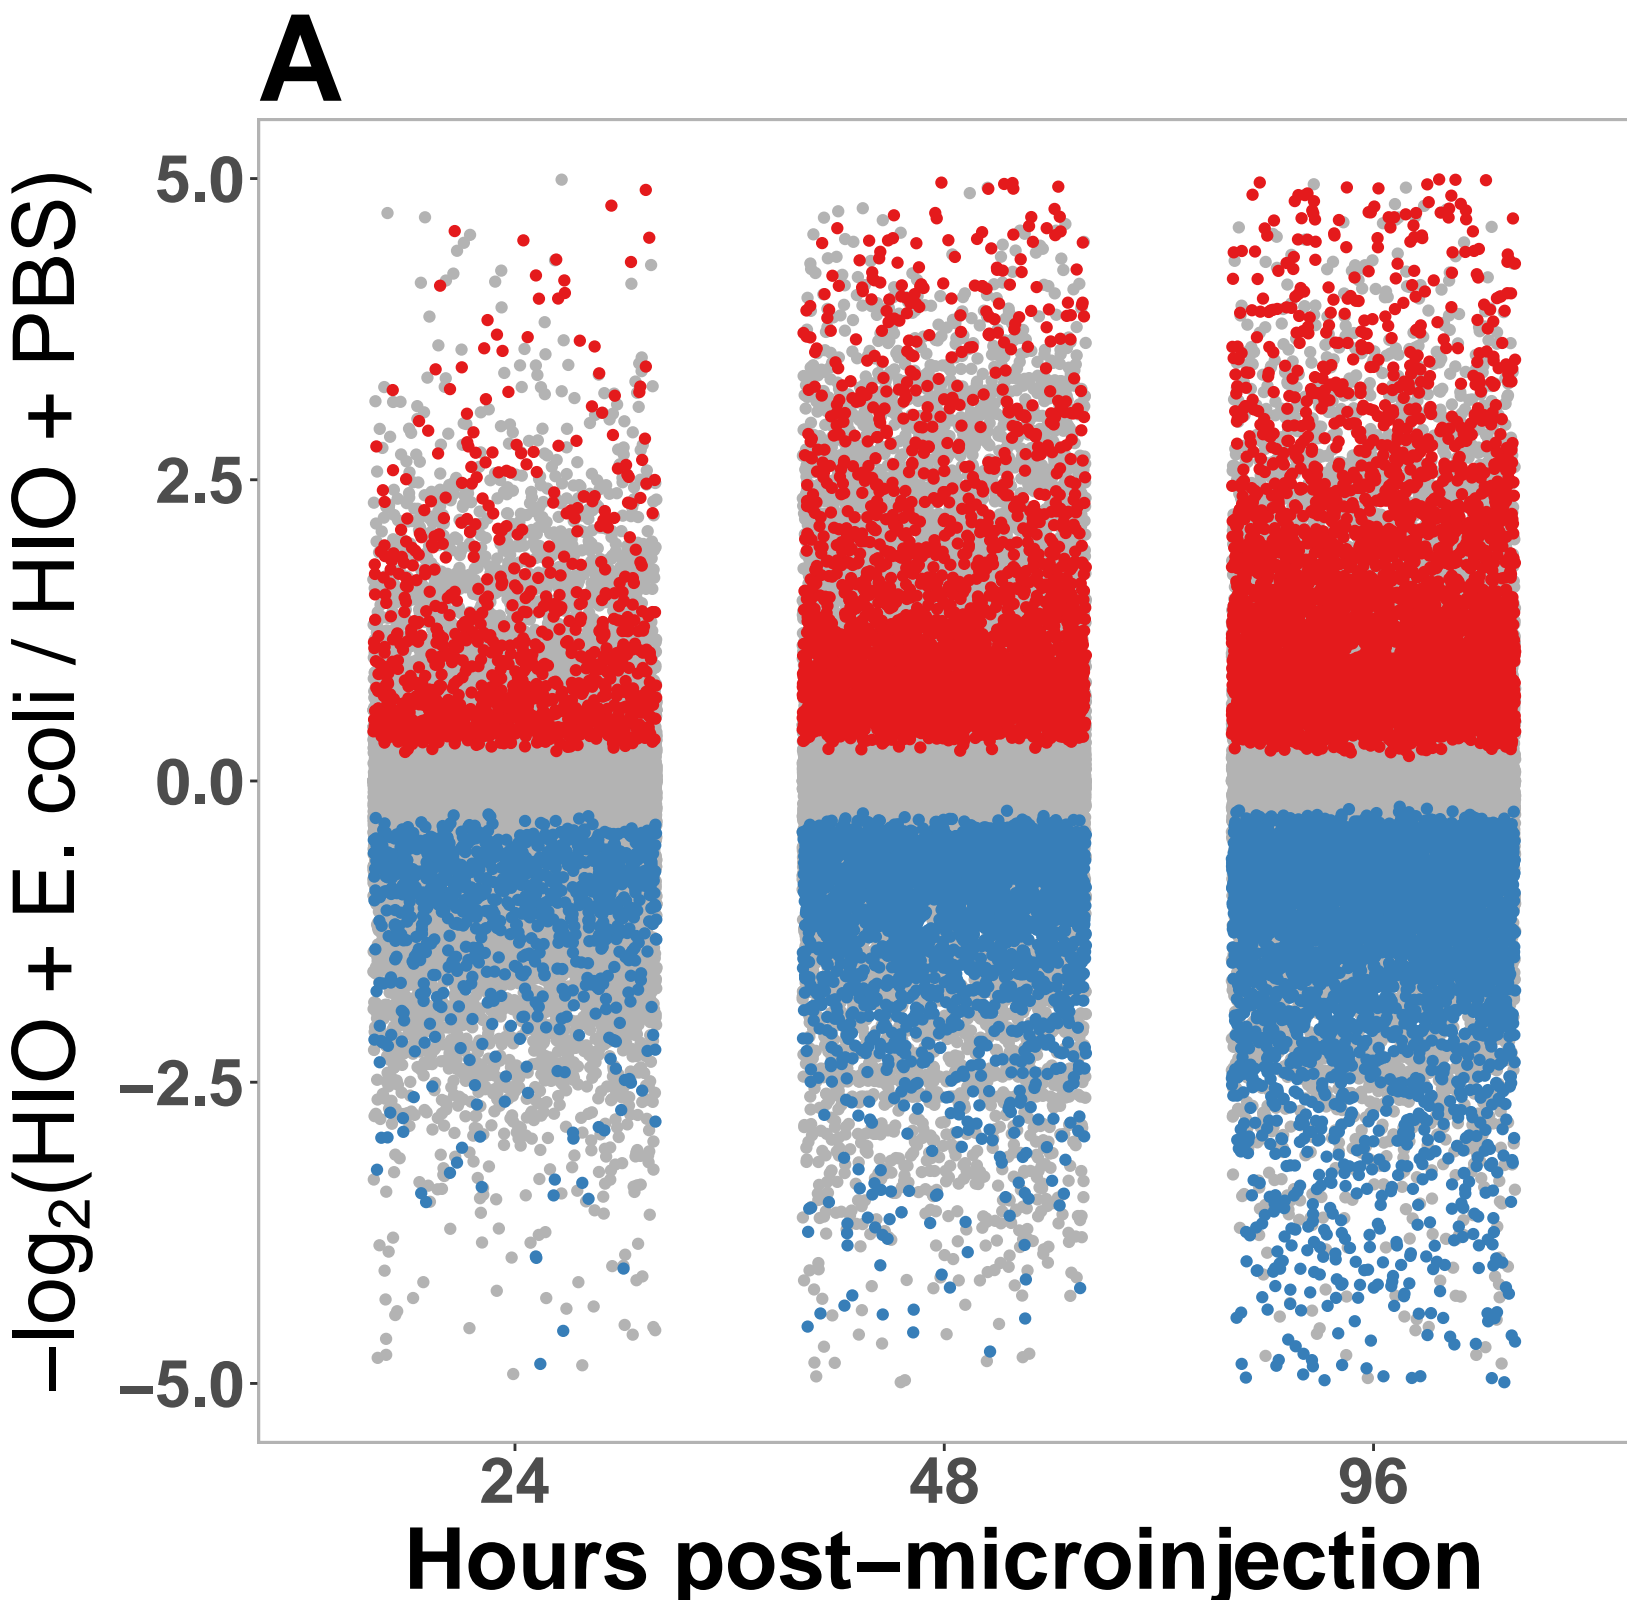 A
−log₂(HIO + E. coli / HIO + PBS)
5.0
2.5
0.0
−2.5
−5.0
24 48 96
Hours post−microinjection